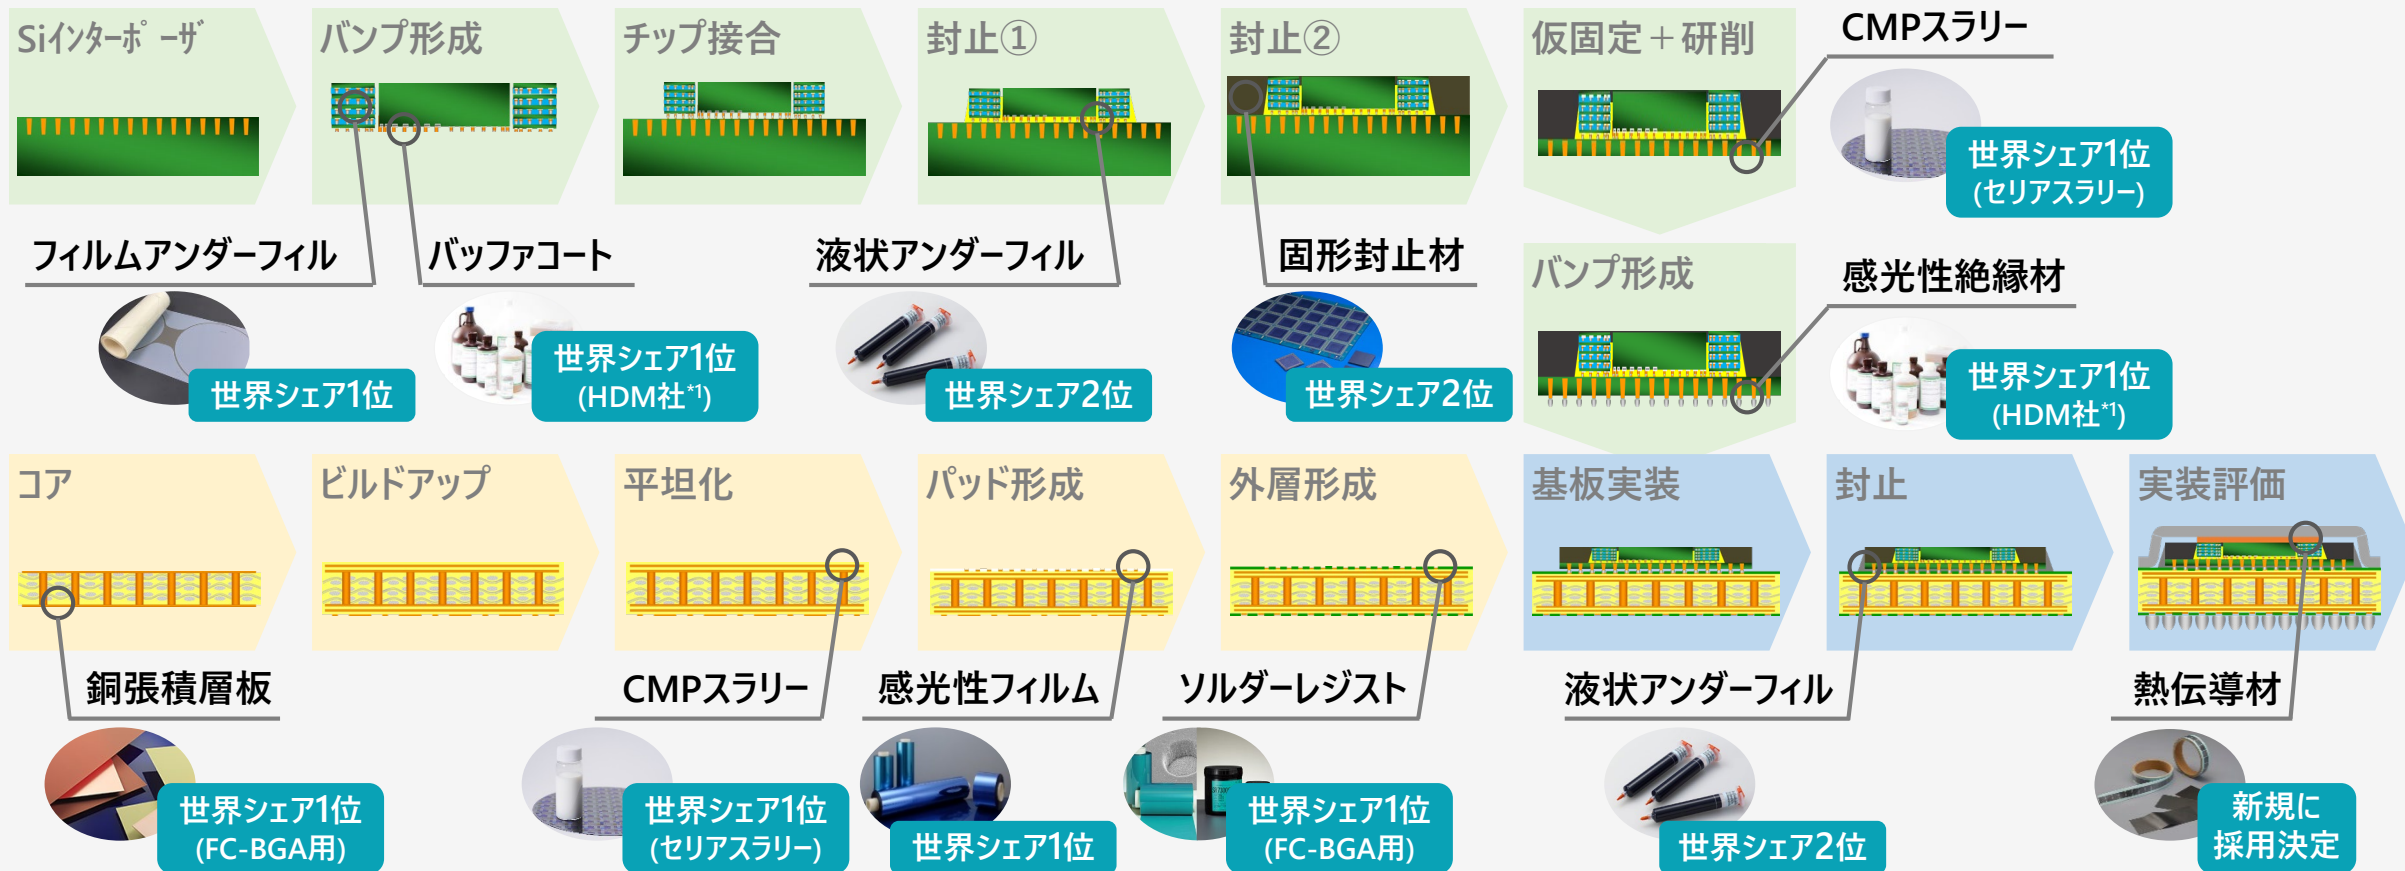 Siインターポーザ
バンプ形成
チップ接合
封止①
封止②
仮固定＋研削
CMPスラリー
世界シェア1位
(セリアスラリー)
フィルムアンダーフィル
世界シェア1位
バッファコート
世界シェア1位
(HDM社*1)
液状アンダーフィル
世界シェア2位
固形封止材
世界シェア2位
バンプ形成
感光性絶縁材
世界シェア1位
(HDM社*1)
コア
ビルドアップ
平坦化
パッド形成
外層形成
基板実装
封止
実装評価
銅張積層板
世界シェア1位
(FC-BGA用)
CMPスラリー
世界シェア1位
(セリアスラリー)
感光性フィルム
世界シェア1位
ソルダーレジスト
世界シェア1位
(FC-BGA用)
液状アンダーフィル
世界シェア2位
熱伝導材
新規に
採用決定